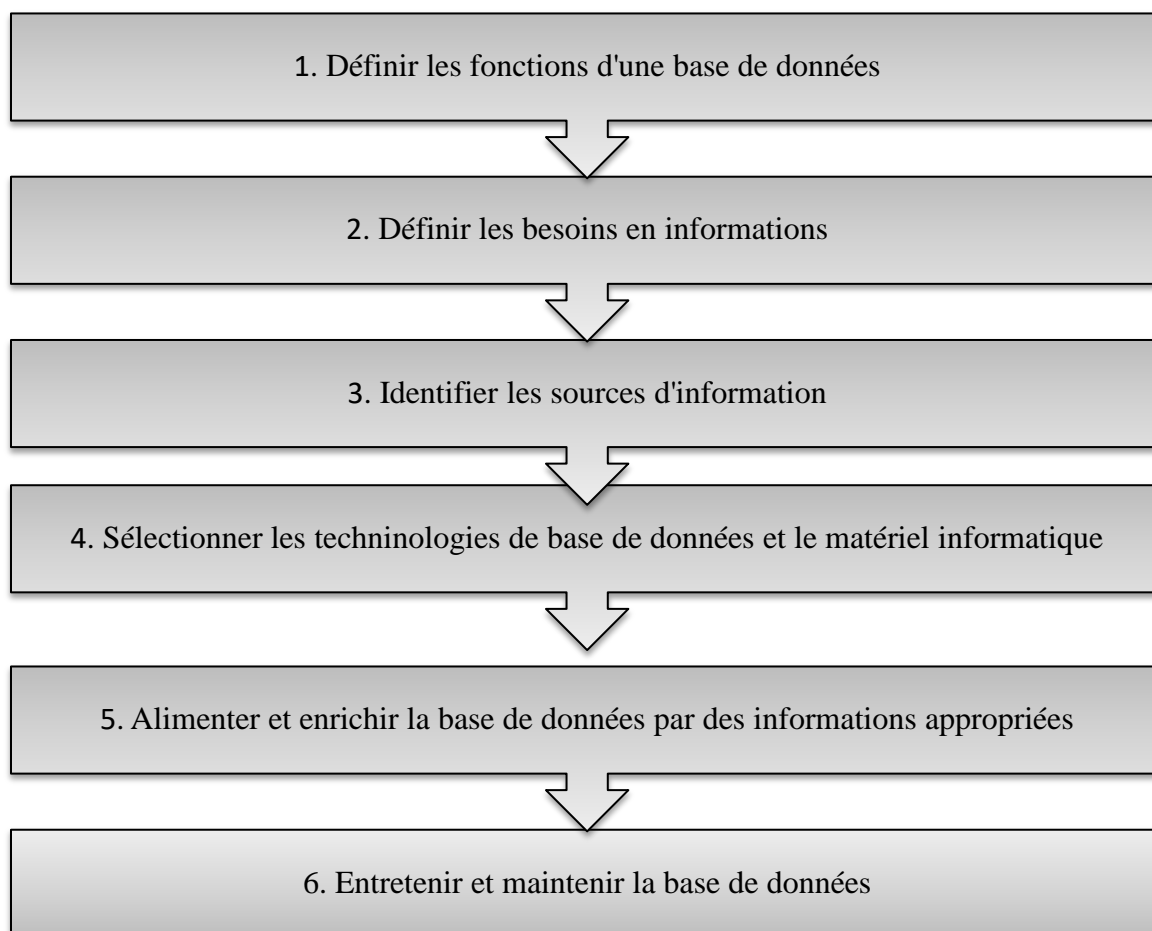 1. Définir les fonctions d'une base de données
2. Définir les besoins en informations
3. Identifier les sources d'information
4. Sélectionner les techninologies de base de données et le matériel informatique
5. Alimenter et enrichir la base de données par des informations appropriées
6. Entretenir et maintenir la base de données